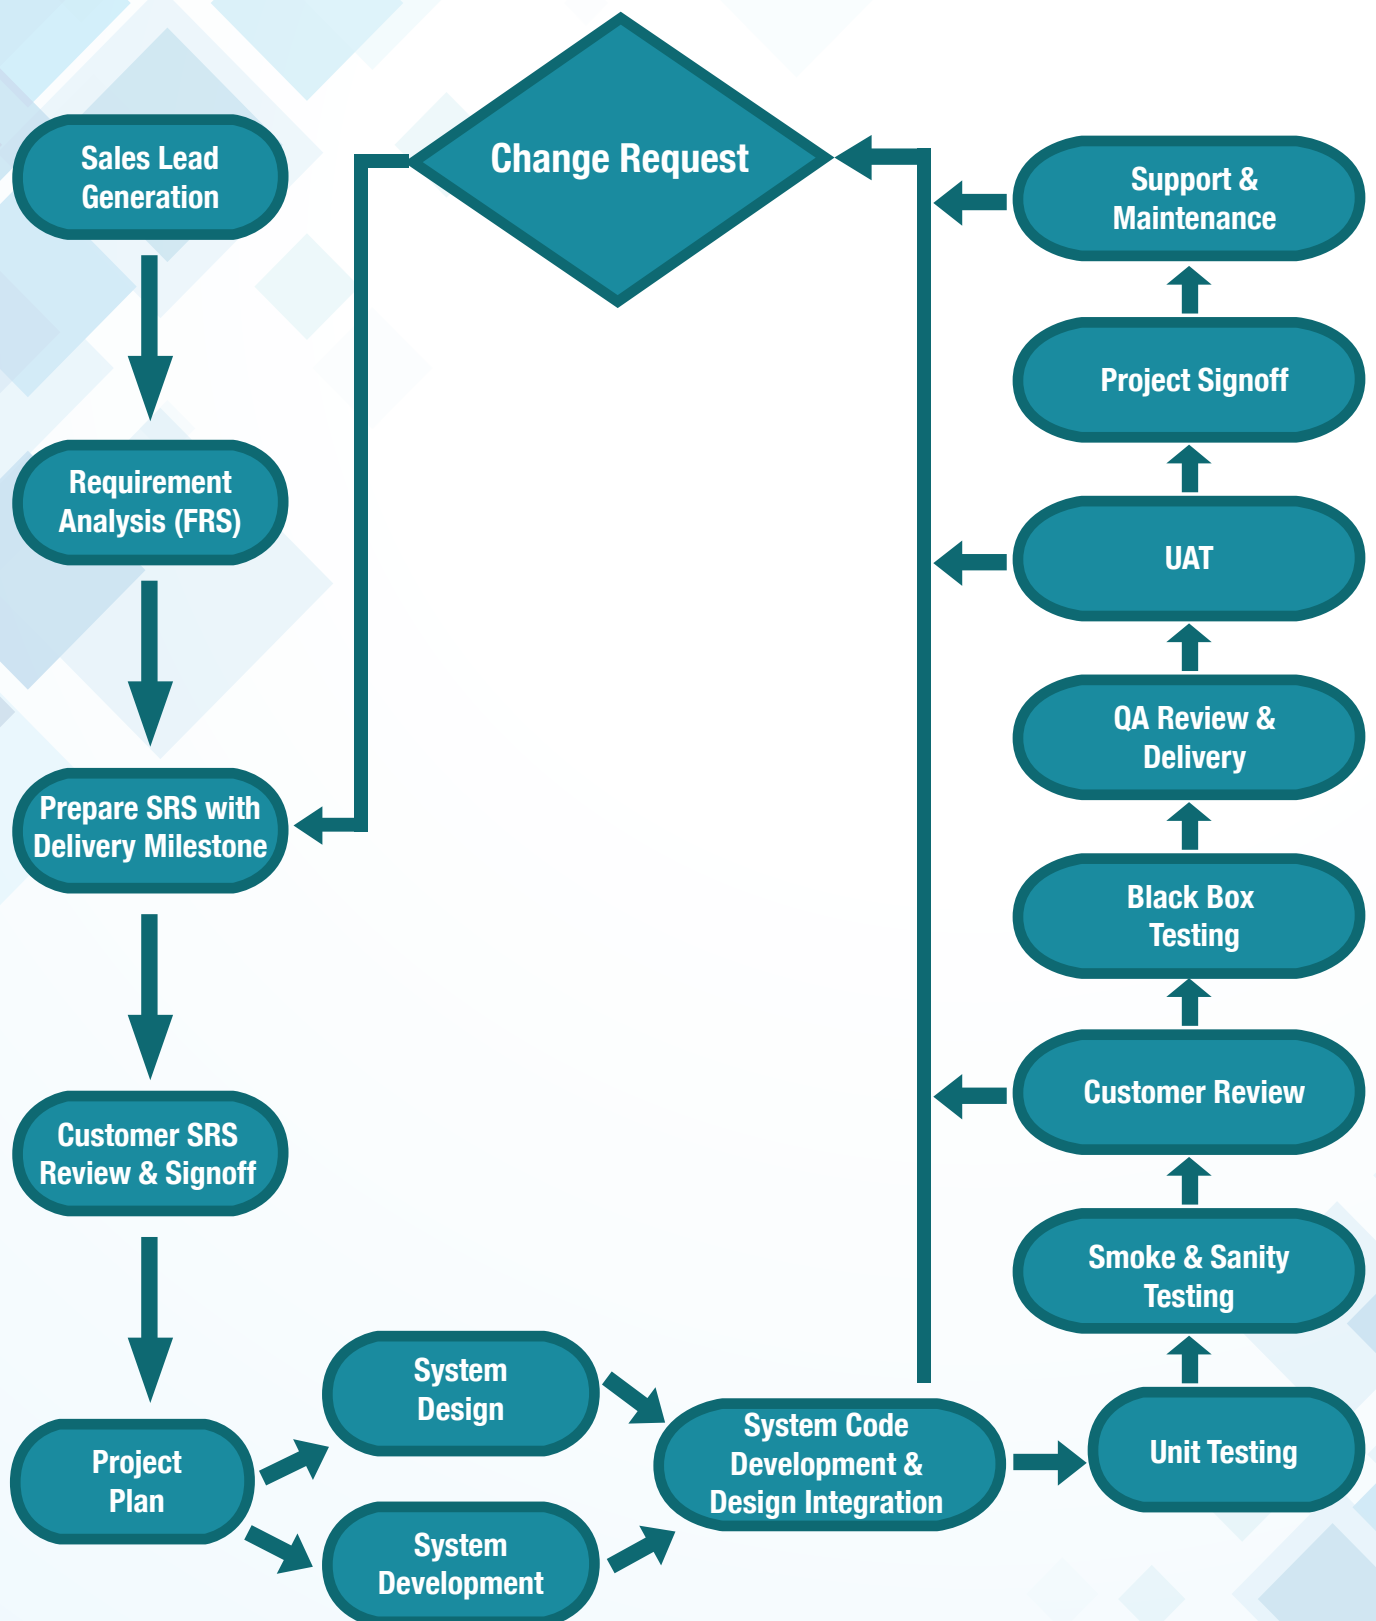 Change Request
Sales Lead
Generation
Requirement
Analysis (FRS)
Prepare SRS with
Delivery Milestone
Customer SRS
Review & Signoff
Project
Plan
System
Design
System
Development
System Code
Development &
Design Integration
Unit Testing
Smoke & Sanity
Testing
Customer Review
Black Box
Testing
QA Review &
Delivery
UAT
Project Signoff
Support &
Maintenance